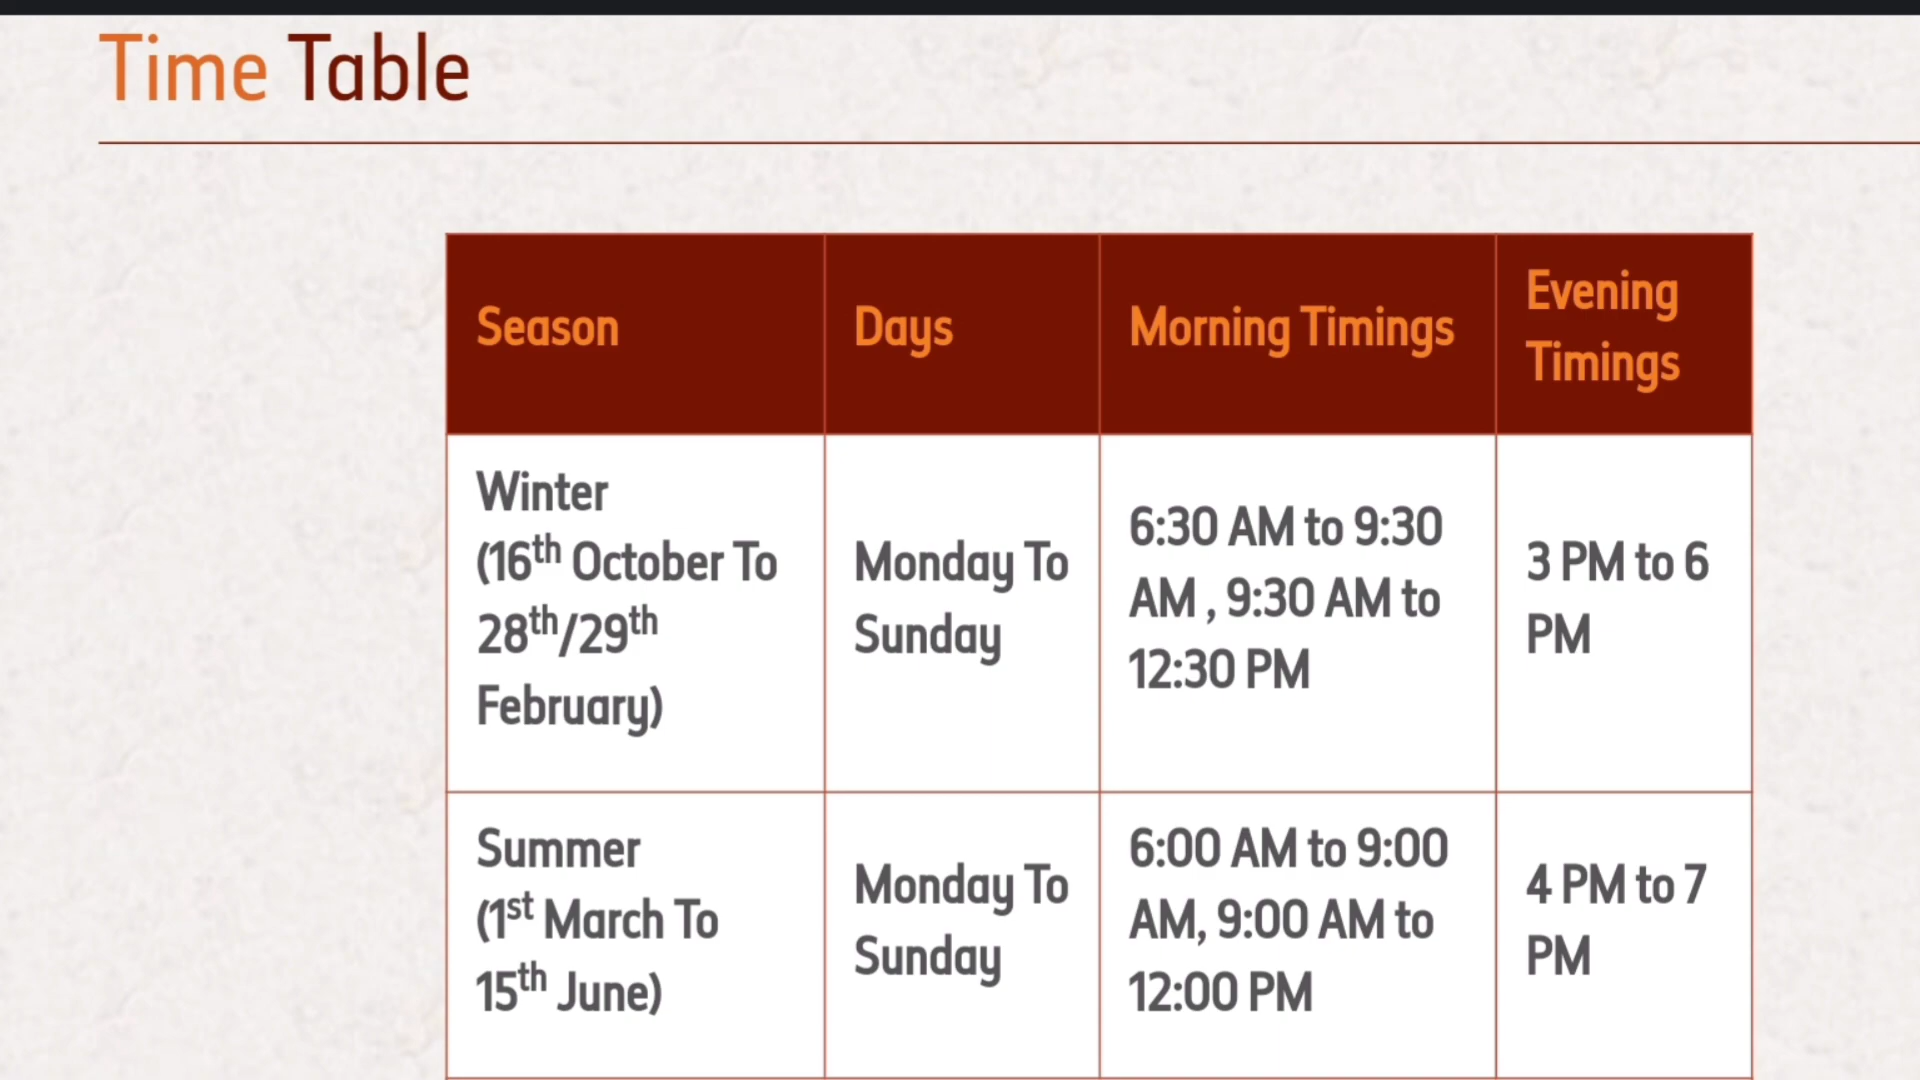 Time Table
Season
Days
Morning Timings
Evening
Timings
Winter
(16th October To
28th/29th
February)
Monday To
Sunday
6:30 AM to 9:30
AM , 9:30 AM to
12:30 PM
3 PM to 6
PM
Summer
(1st March To
15th June)
Monday To
Sunday
6:00 AM to 9:00
AM, 9:00 AM to
12:00 PM
4 PM to 7
PM